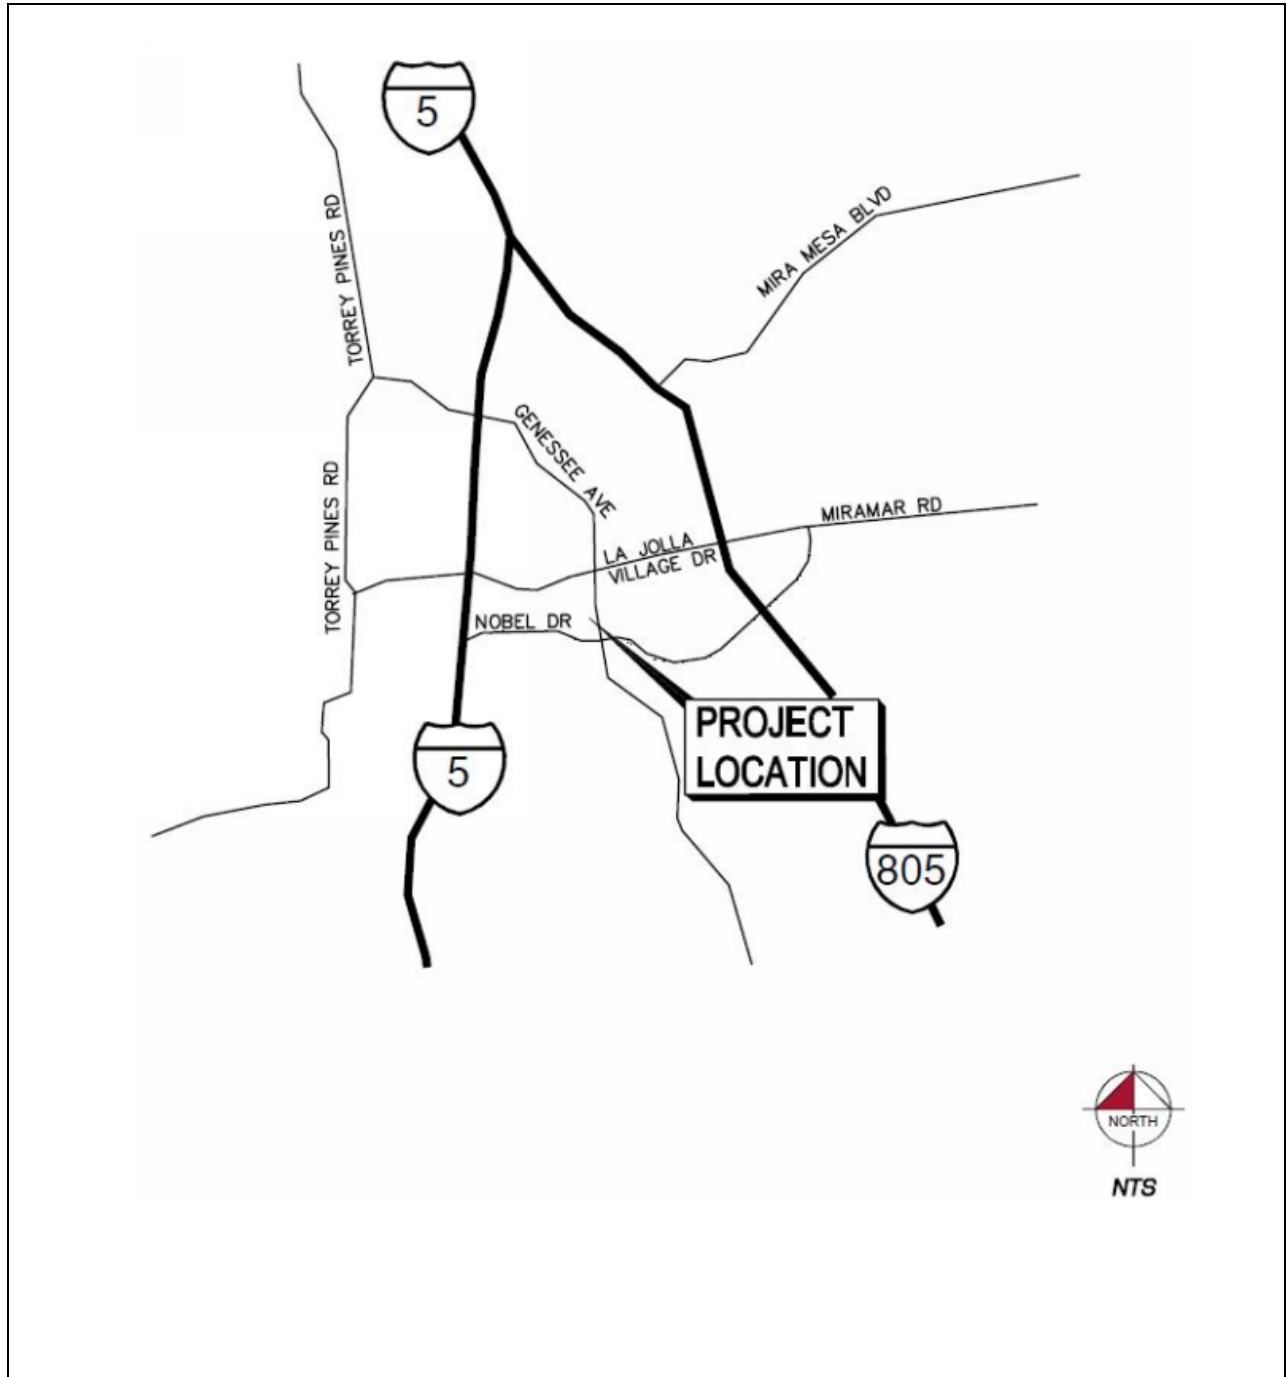 5
TORREY PINES RD
MIRA MESA BLVD
GENESSEE AVE
TORREY PINES RD
MIRAMAR RD
LA JOLLA
VILLAGE DR
NOBEL DR
PROJECT
LOCATION
5
805
NORTH
NTS